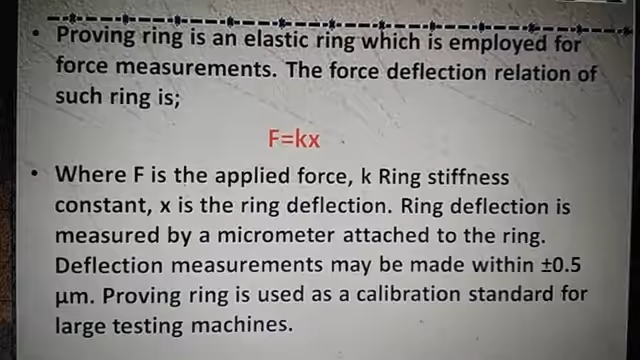 • Proving ring is an elastic ring which is employed for
force measurements. The force deflection relation of
such ring is;
F=kx
• Where F is the applied force, k Ring stiffness
constant, x is the ring deflection. Ring deflection is
measured by a micrometer attached to the ring.
Deflection measurements may be made within ±0.5
µm. Proving ring is used as a calibration standard for
large testing machines.